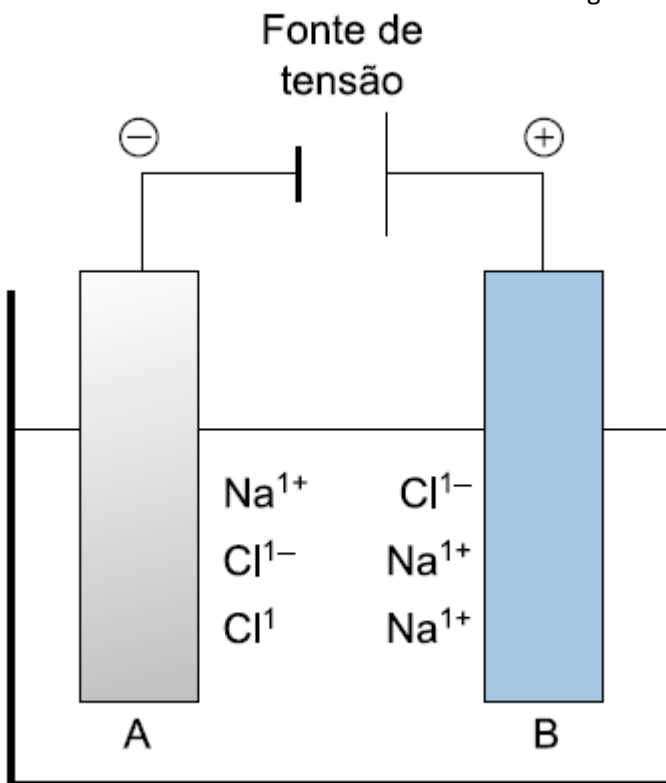 Fonte de
tensão
⊖ ⊕
Na¹⁺ Cl¹⁻
Cl¹⁻ Na¹⁺
Cl¹ Na¹⁺
A B